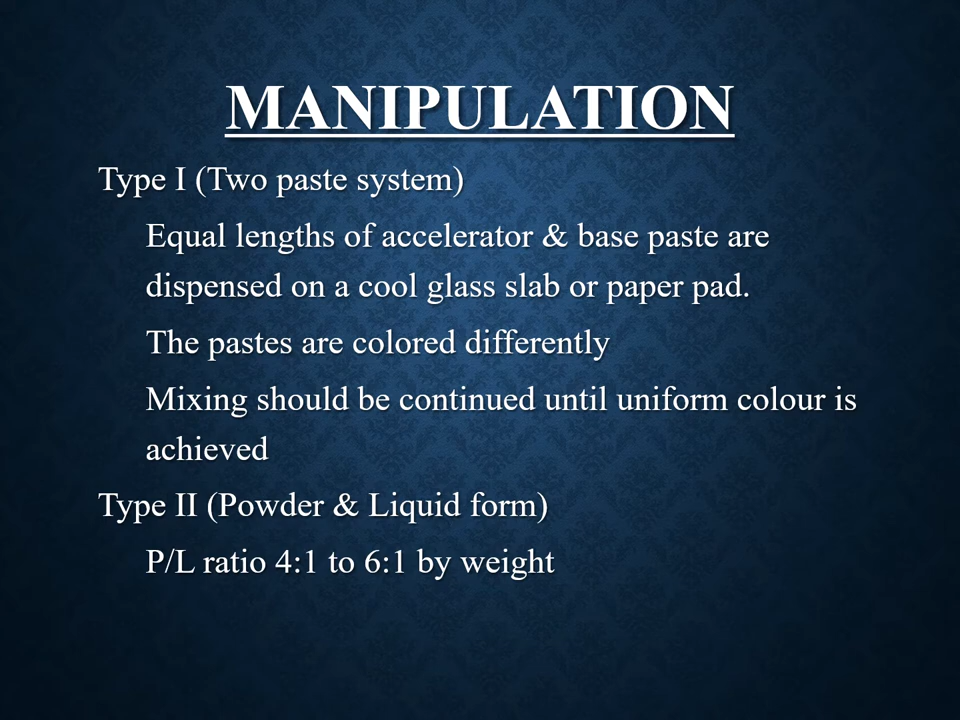 MANIPULATION
Type I (Two paste system)
Equal lengths of accelerator & base paste are
dispensed on a cool glass slab or paper pad.
The pastes are colored differently
Mixing should be continued until uniform colour is
achieved
Type II (Powder & Liquid form)
P/L ratio 4:1 to 6:1 by weight